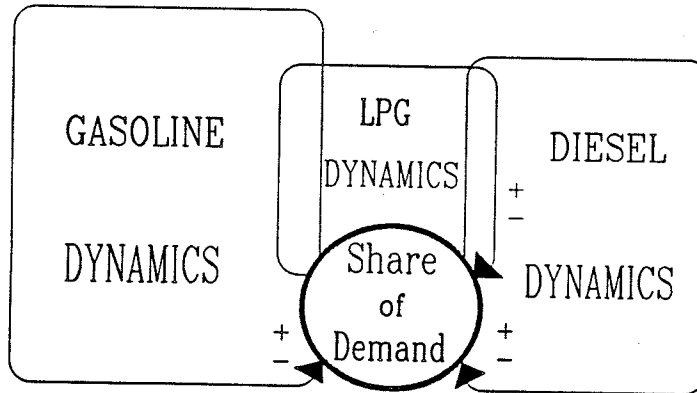 GASOLINE
DYNAMICS
LPG
DYNAMICS
DIESEL
DYNAMICS
Share
of
Demand
+
−
+
−
+
−